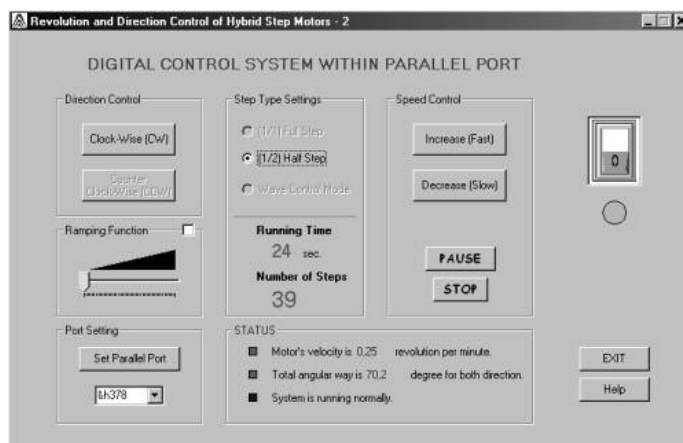 Revolution and Direction Control of Hybrid Step Motors - 2
DIGITAL CONTROL SYSTEM WITHIN PARALLEL PORT
Direction Control
Clock-Wise (CW)
Counter
Clock-Wise (CCW)
Ramping Function
Port Setting
Set Parallel Port
&h378
Step Type Settings
(1/1) Full Step
(1/2) Half Step
Wave Control Mode
Running Time
24 sec.
Number of Steps
39
Speed Control
Increase (Fast)
Decrease (Slow)
PAUSE
STOP
STATUS
Motor's velocity is 0,25 revolution per minute.
Total angular way is 70,2 degree for both direction.
System is running normally.
0
EXIT
Help